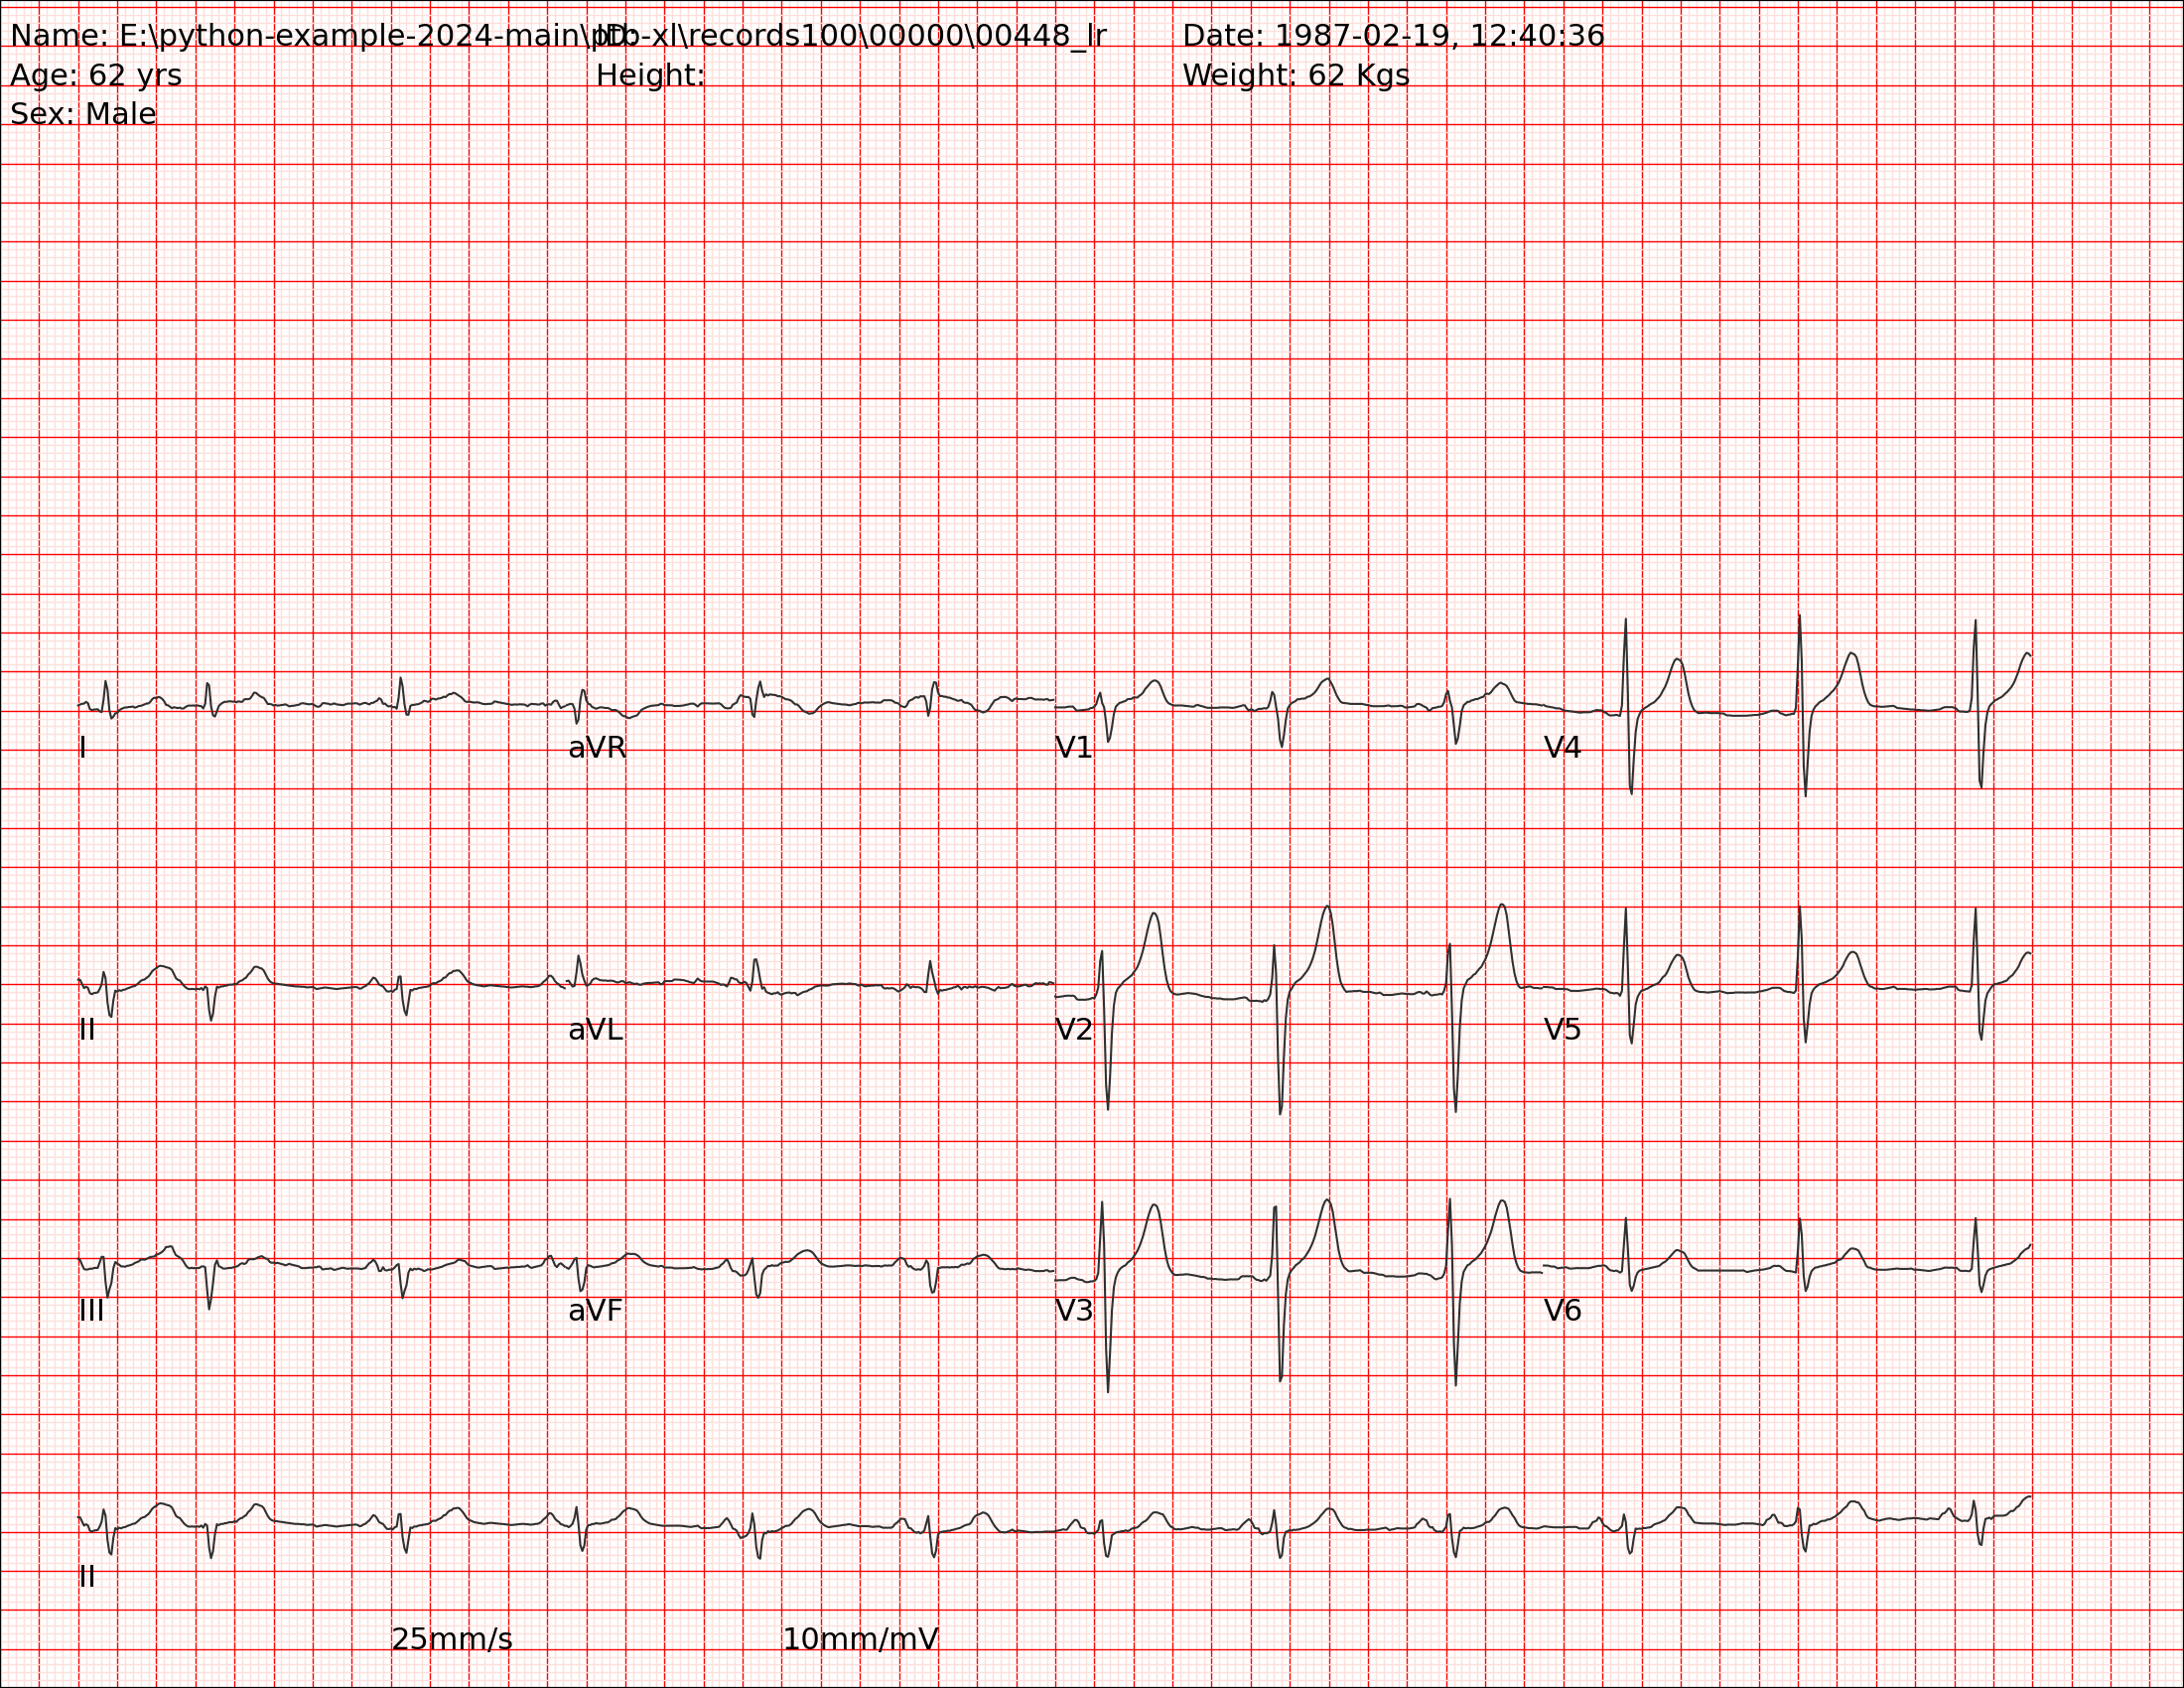 Name: E:\python-example-2024-main\ptb-xl\records100\00000\00448_lr ID: Date: 1987-02-19, 12:40:36
Age: 62 yrs Height: Weight: 62 Kgs
Sex: Male
I aVR V1 V4
II aVL V2 V5
III aVF V3 V6
II
25mm/s 10mm/mV